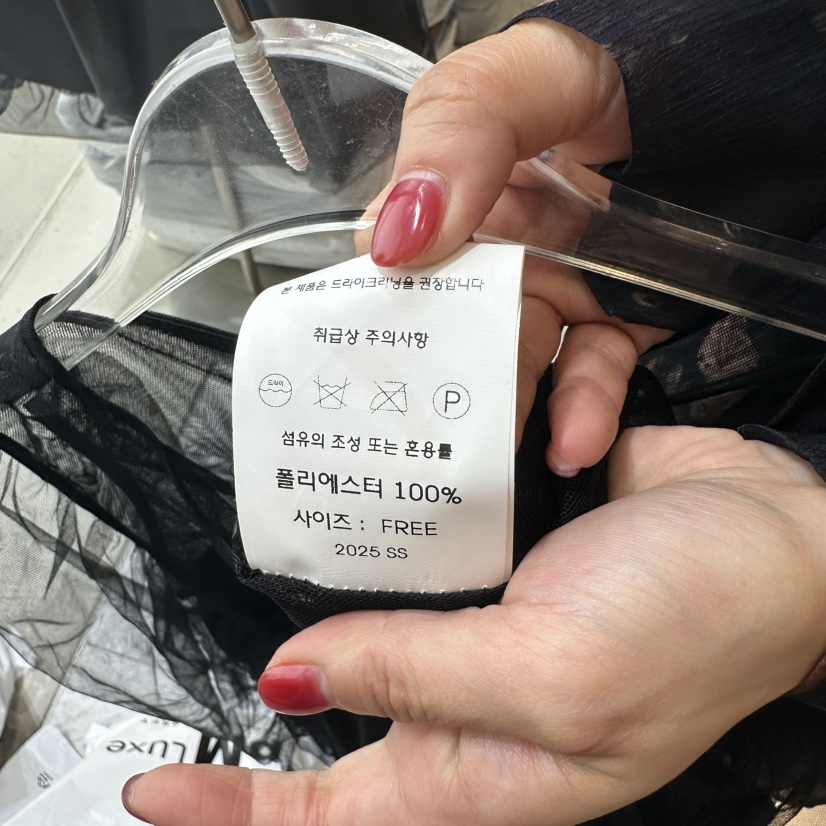 본 제품은 드라이크리닝을 권장합니다
취급상 주의사항
드라이
P
섬유의 조성 또는 혼용률
폴리에스터 100%
사이즈 : FREE
2025 SS
Luxe